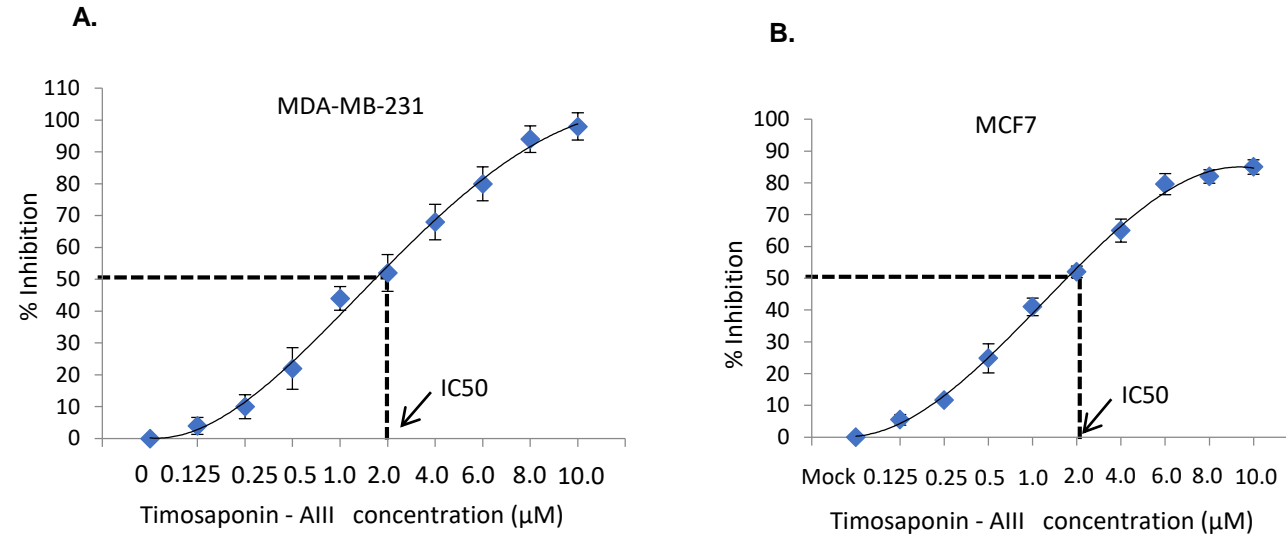 A.
MDA-MB-231
% Inhibition
110
100
90
80
70
60
50
40
30
20
10
0
IC50
0 0.125 0.25 0.5 1.0 2.0 4.0 6.0 8.0 10.0
Timosaponin - AIII concentration (µM)
B.
MCF7
% Inhibition
100
90
80
70
60
50
40
30
20
10
0
IC50
Mock 0.125 0.25 0.5 1.0 2.0 4.0 6.0 8.0 10.0
Timosaponin - AIII concentration (µM)